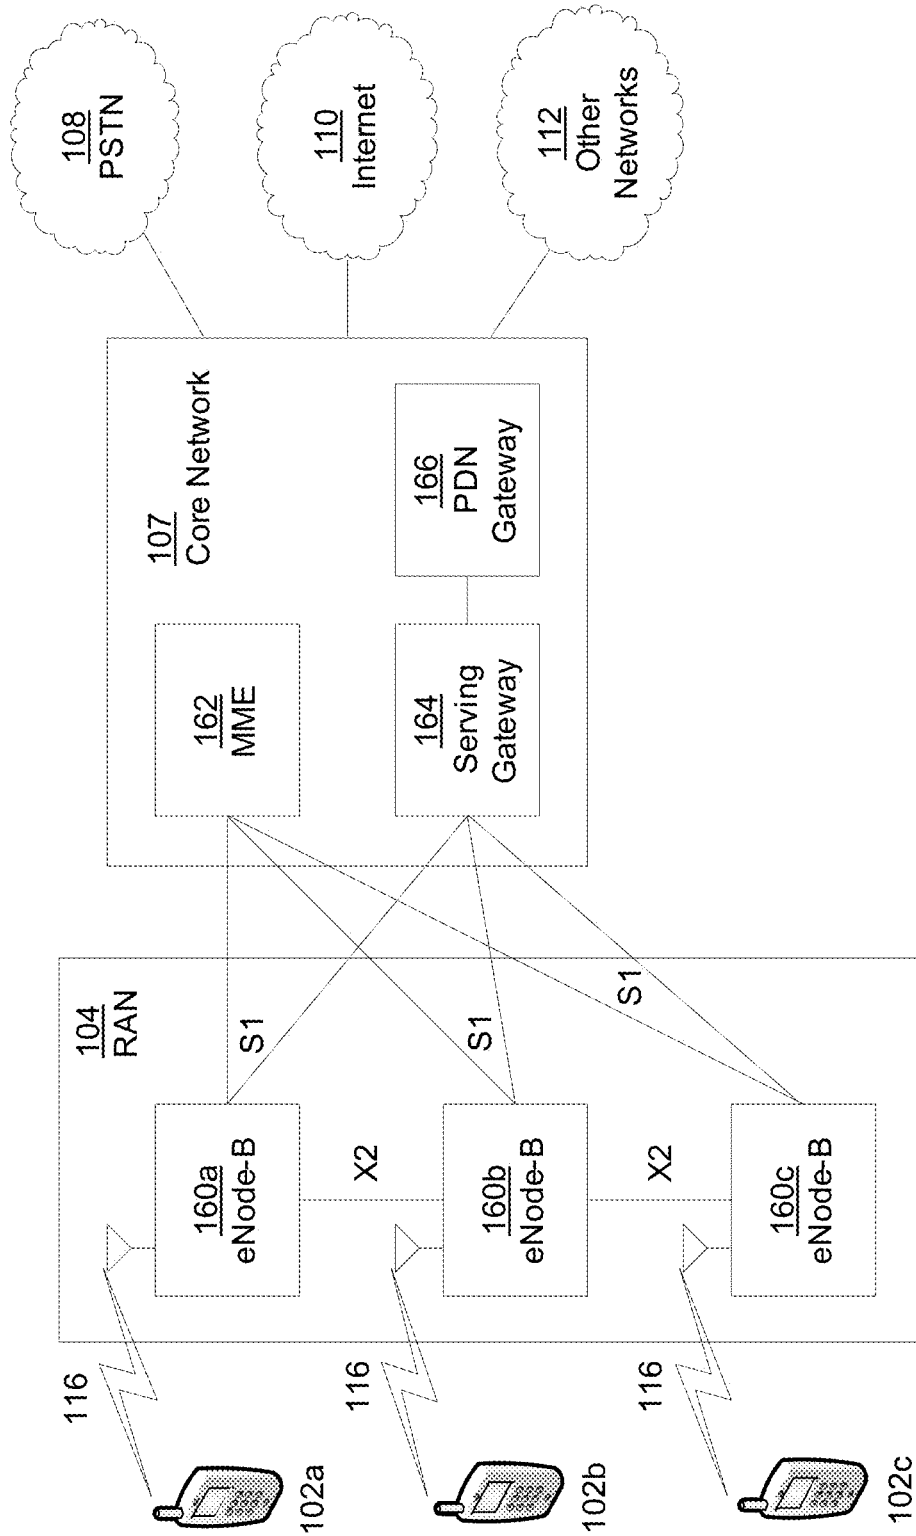 102a
102b
102c
116
116
116
104
RAN
160a
eNode-B
160b
eNode-B
160c
eNode-B
X2
X2
S1
S1
S1
107
Core Network
162
MME
164
Serving
Gateway
166
PDN
Gateway
108
PSTN
110
Internet
112
Other
Networks